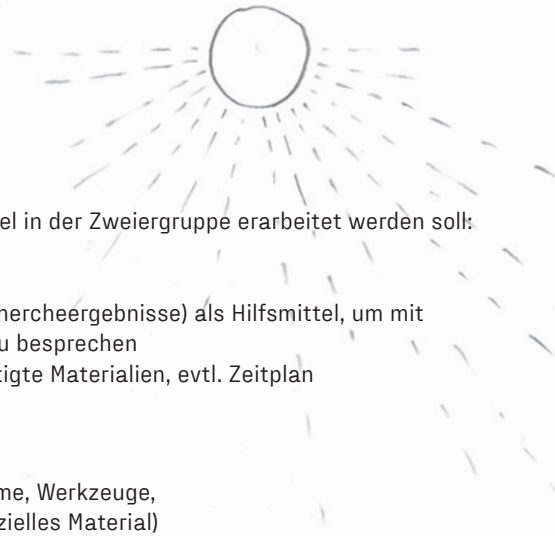 el in der Zweiergruppe erarbeitet werden soll:
hercheergebnisse) als Hilfsmittel, um mit
u besprechen
tigte Materialien, evtl. Zeitplan
me, Werkzeuge,
zielles Material)